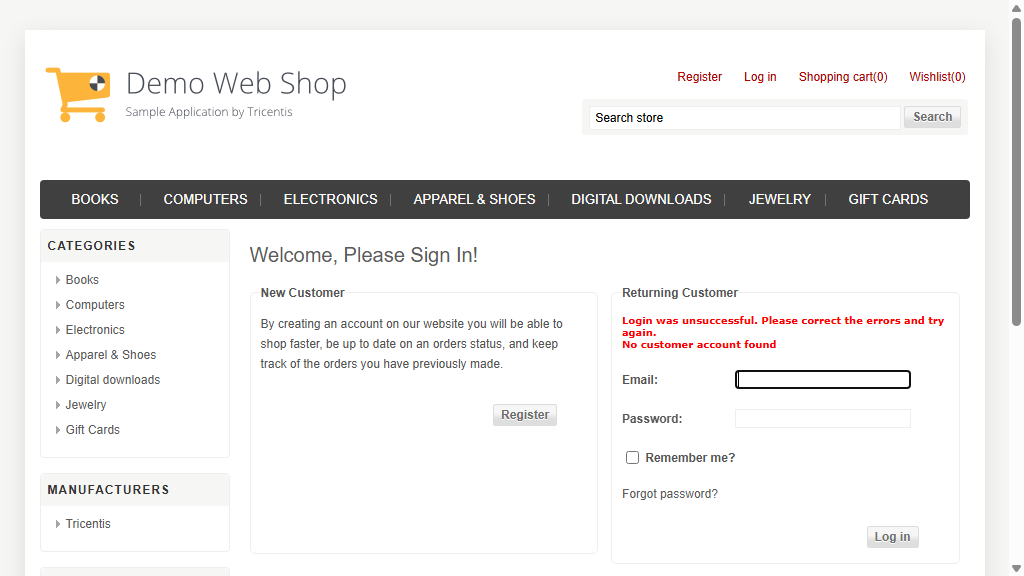 Demo Web Shop
Sample Application by Tricentis
Register
Log in
Shopping cart(0)
Wishlist(0)
Search store
Search
BOOKS
COMPUTERS
ELECTRONICS
APPAREL & SHOES
DIGITAL DOWNLOADS
JEWELRY
GIFT CARDS
CATEGORIES
Books
Computers
Electronics
Apparel & Shoes
Digital downloads
Jewelry
Gift Cards
MANUFACTURERS
Tricentis
Welcome, Please Sign In!
New Customer
By creating an account on our website you will be able to
shop faster, be up to date on an orders status, and keep
track of the orders you have previously made.
Register
Returning Customer
Login was unsuccessful. Please correct the errors and try
again.
No customer account found
Email:
Password:
Remember me?
Forgot password?
Log in